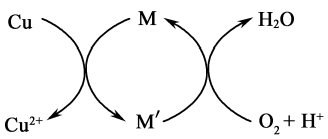 Cu M H₂O
Cu²⁺ M′ O₂ + H⁺